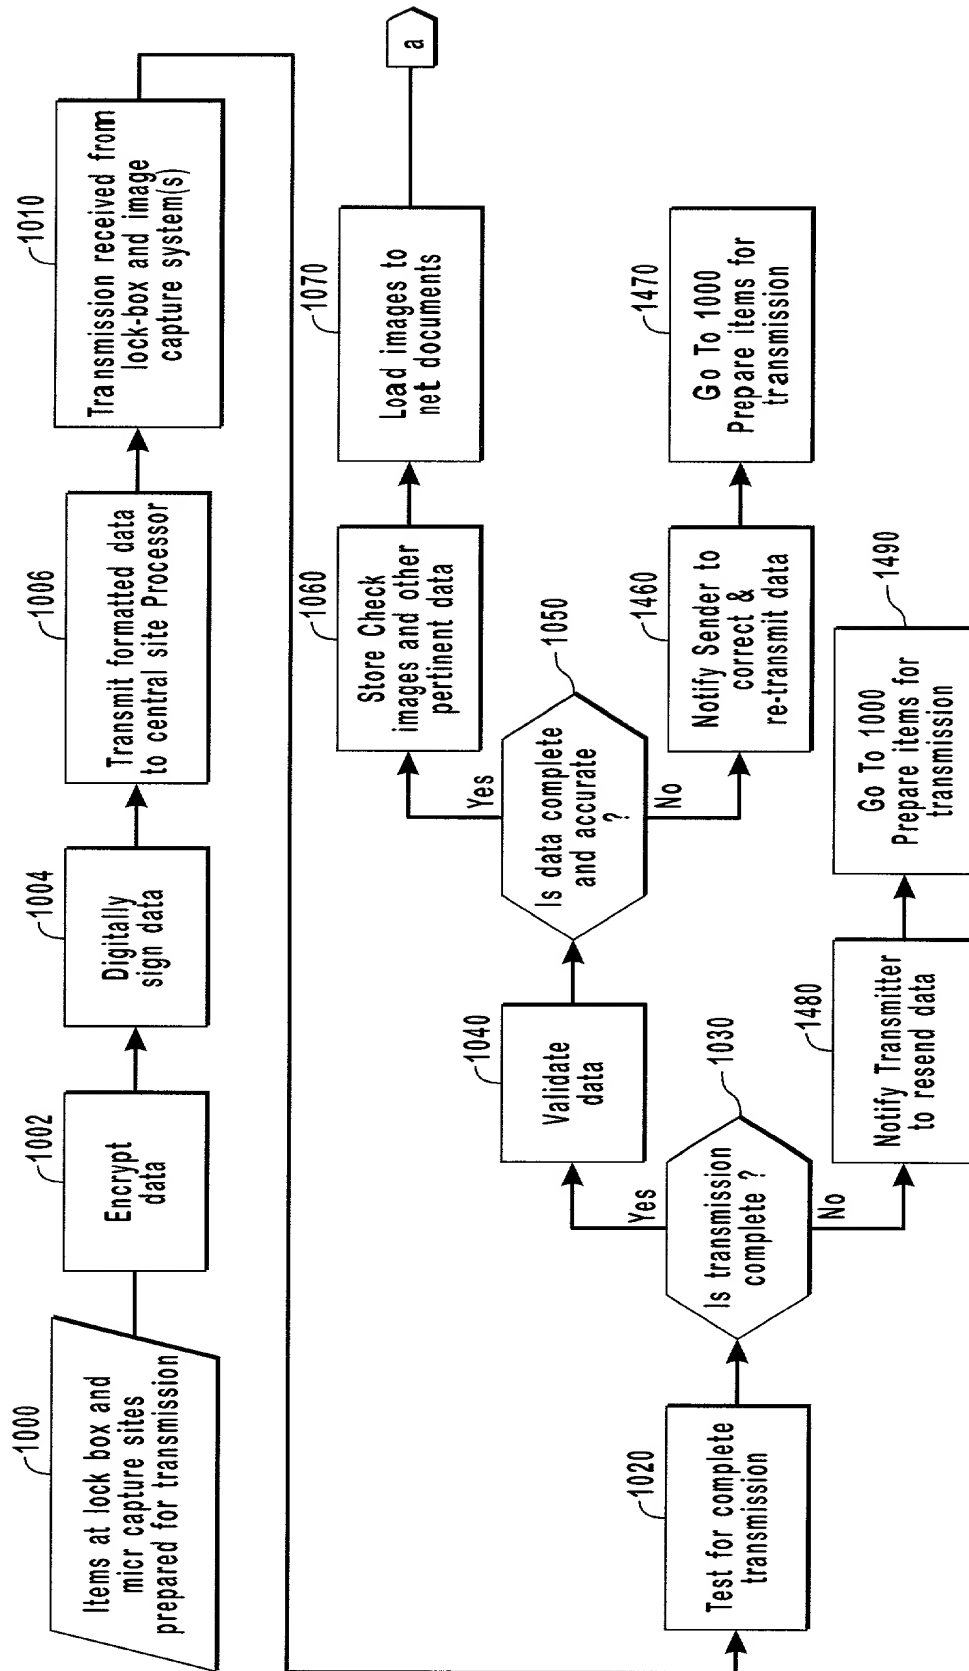 1000
Items at lock box and
micr capture sites
prepared for transmission
1002
Encrypt
data
1004
Digitally
sign data
1006
Transmit formatted data
to central site Processor
1010
Transmission received from
lock-box and image
capture system(s)
1020
Test for complete
transmission
1030
Is transmission
complete ?
Yes
No
1040
Validate
data
1050
Is data complete
and accurate
?
Yes
No
1060
Store Check
images and other
pertinent data
1070
Load images to
net documents
a
1460
Notify Sender to
correct &
re-transmit data
1470
Go To 1000
Prepare items for
transmission
1480
Notify Transmitter
to resend data
1490
Go To 1000
Prepare items for
transmission